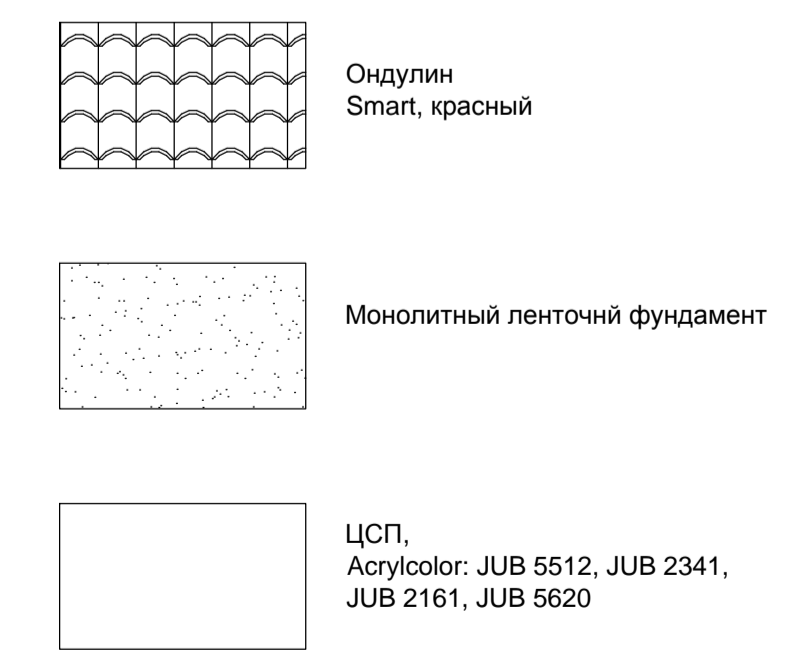 Ондулин
Smart, красный
Монолитный ленточнй фундамент
ЦСП,
Acrylcolor: JUB 5512, JUB 2341,
JUB 2161, JUB 5620